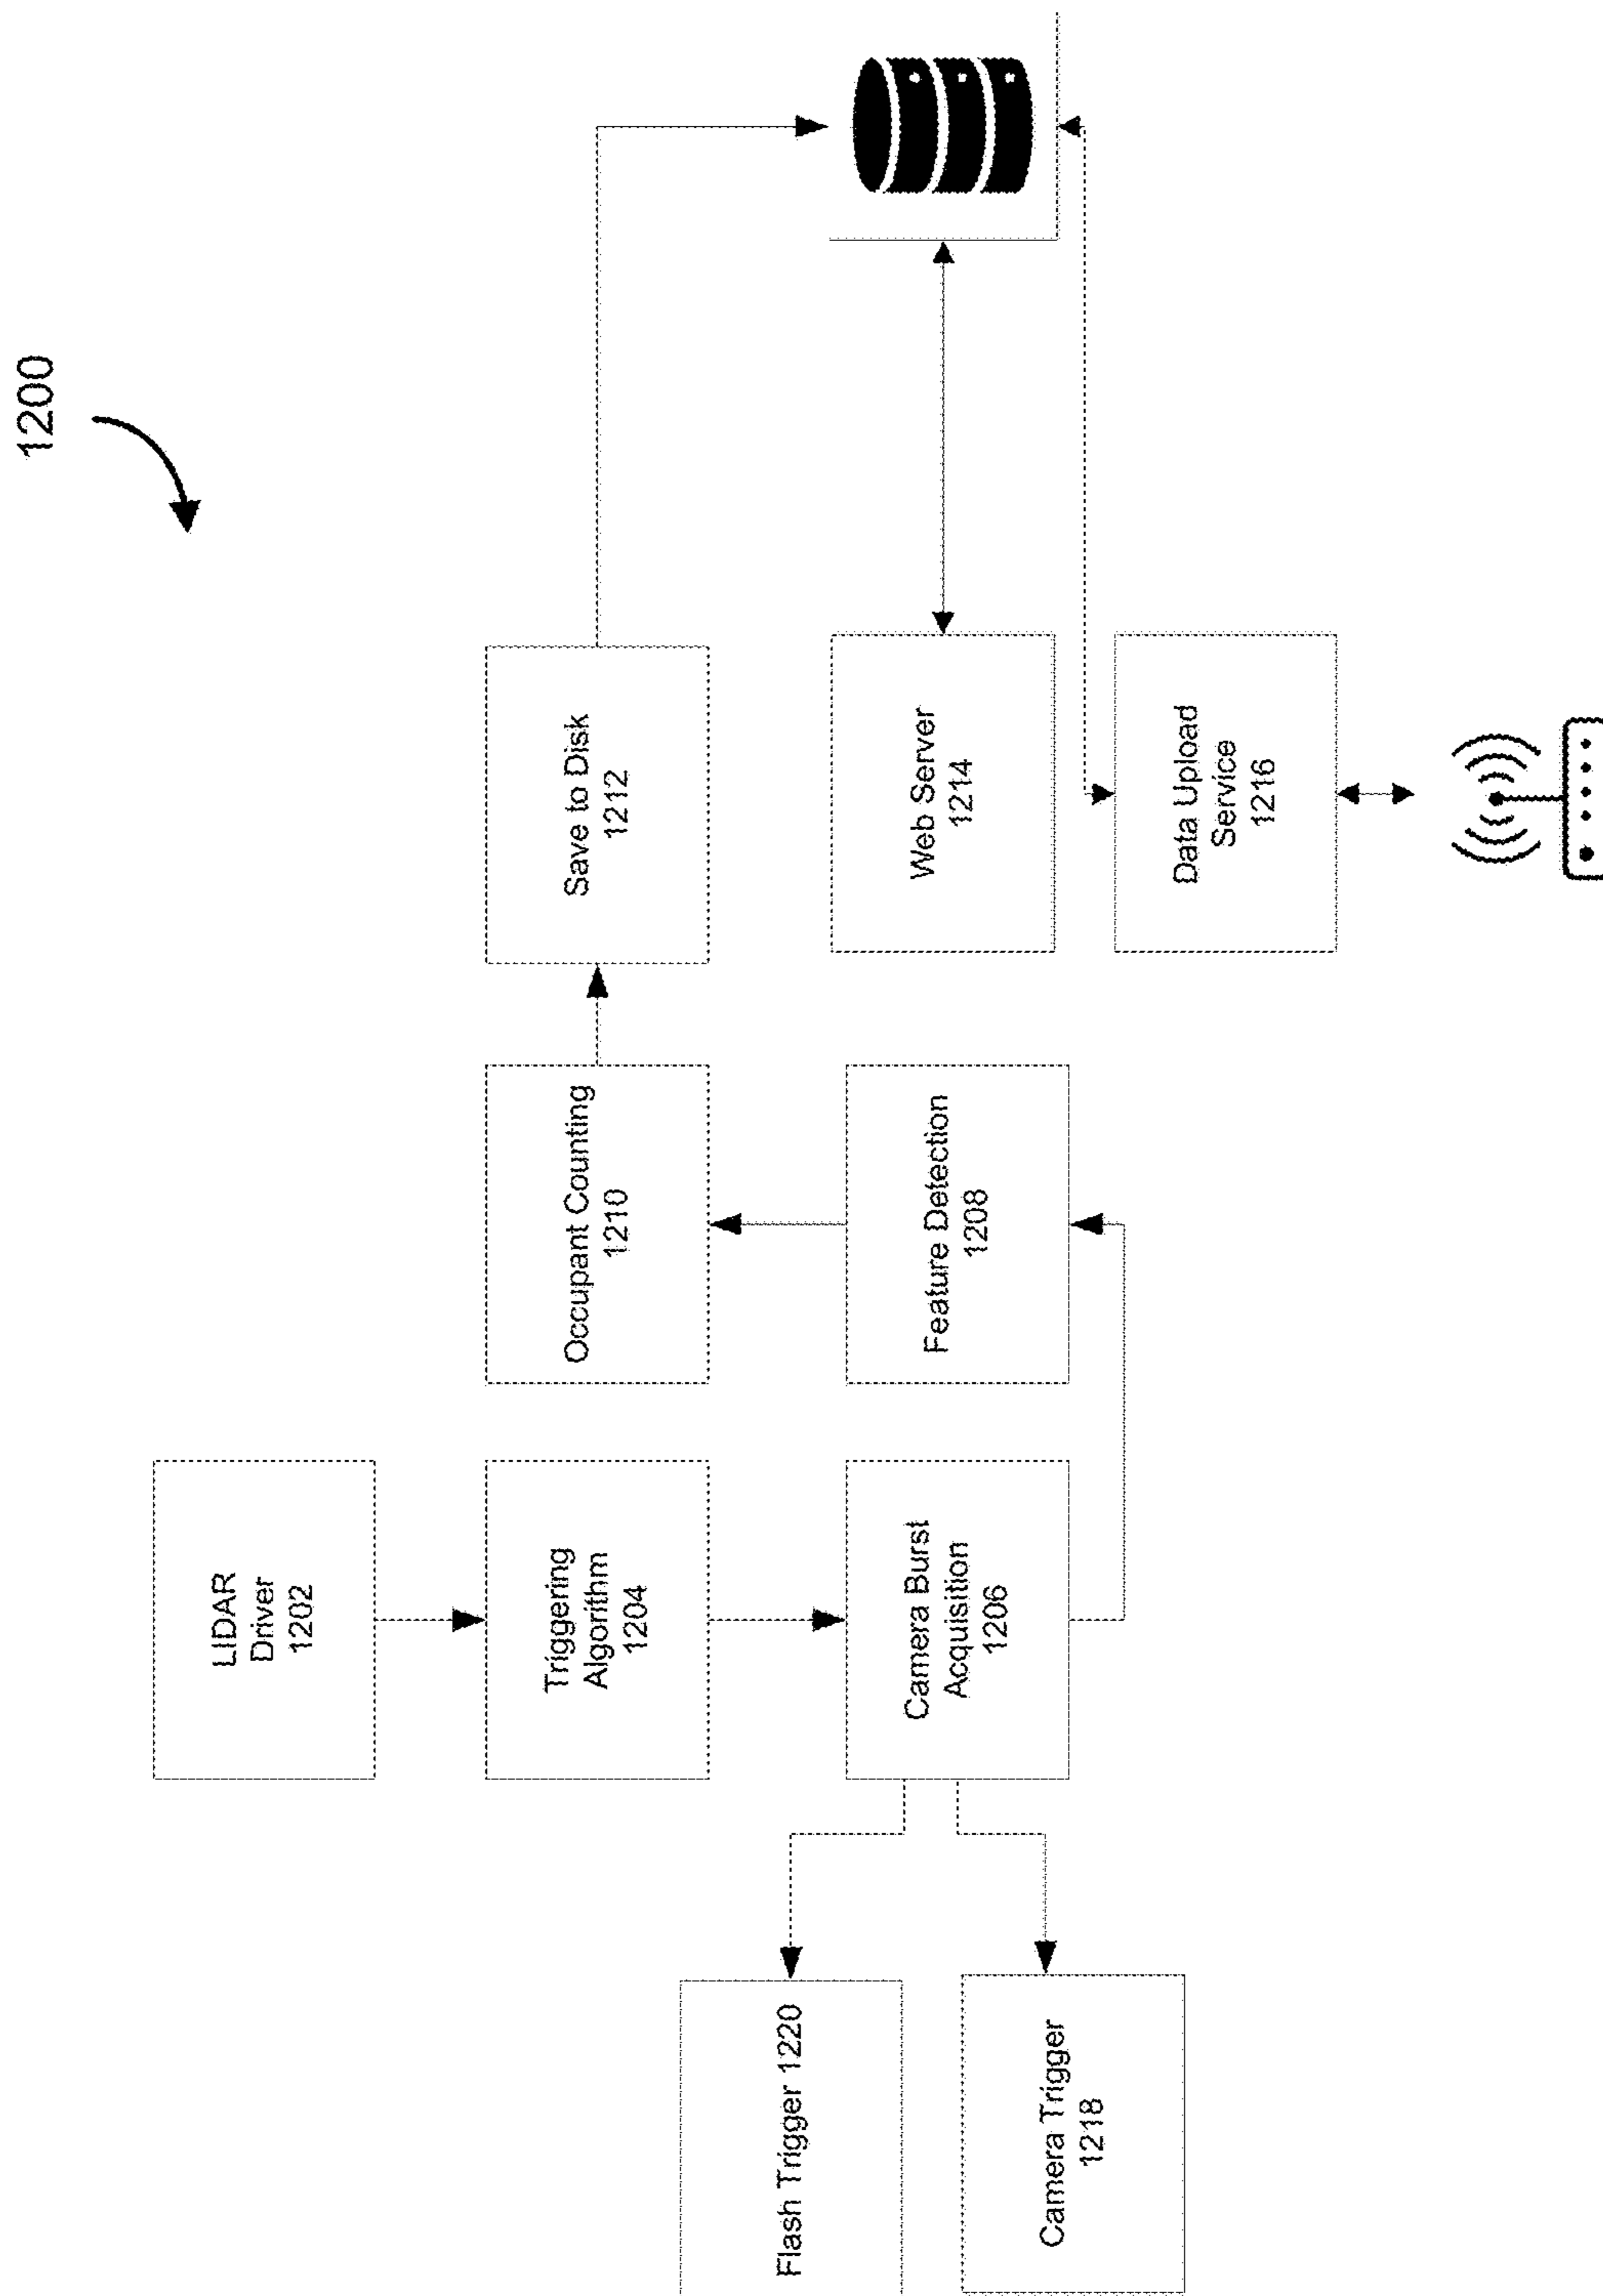 1200
LIDAR
Driver
1202
Triggering
Algorithm
1204
Camera Burst
Acquisition
1206
Flash Trigger 1220
Camera Trigger
1218
Feature Detection
1208
Occupant Counting
1210
Save to Disk
1212
Web Server
1214
Data Upload
Service
1216